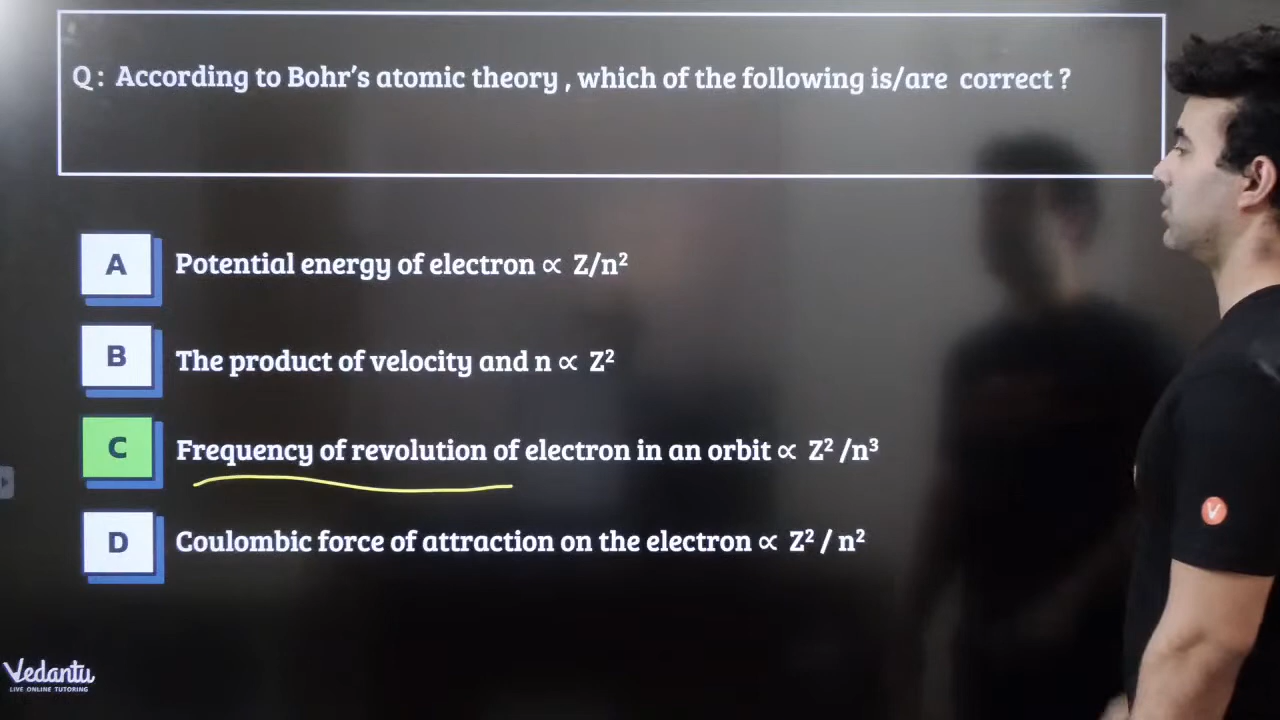 Q : According to Bohr's atomic theory , which of the following is/are correct ?
A Potential energy of electron ∝ Z/n²
B The product of velocity and n ∝ Z²
C Frequency of revolution of electron in an orbit ∝ Z² /n³
D Coulombic force of attraction on the electron ∝ Z² / n²
V
Vedantu
LIVE ONLINE TUTORING